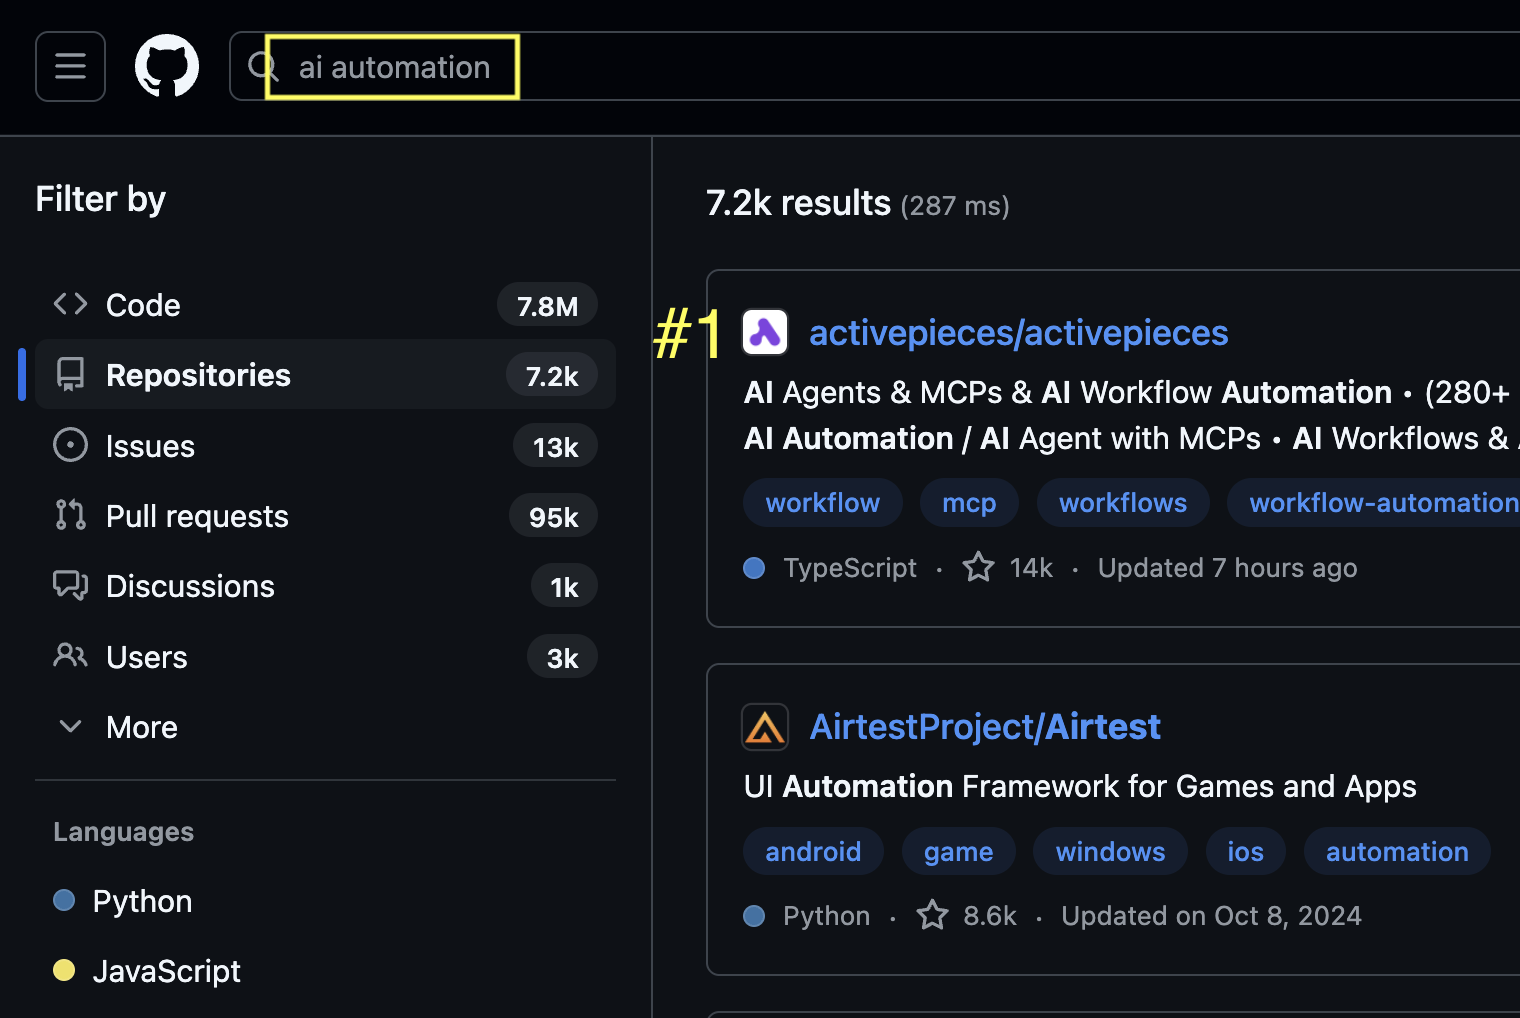 ai automation
Filter by
Code 7.8M
Repositories 7.2k
Issues 13k
Pull requests 95k
Discussions 1k
Users 3k
More
Languages
Python
JavaScript
7.2k results (287 ms)
#1
activepieces/activepieces
AI Agents & MCPs & AI Workflow Automation • (280+
AI Automation / AI Agent with MCPs • AI Workflows &
workflow mcp workflows workflow-automation
TypeScript · 14k · Updated 7 hours ago
AirtestProject/Airtest
UI Automation Framework for Games and Apps
android game windows ios automation
Python · 8.6k · Updated on Oct 8, 2024